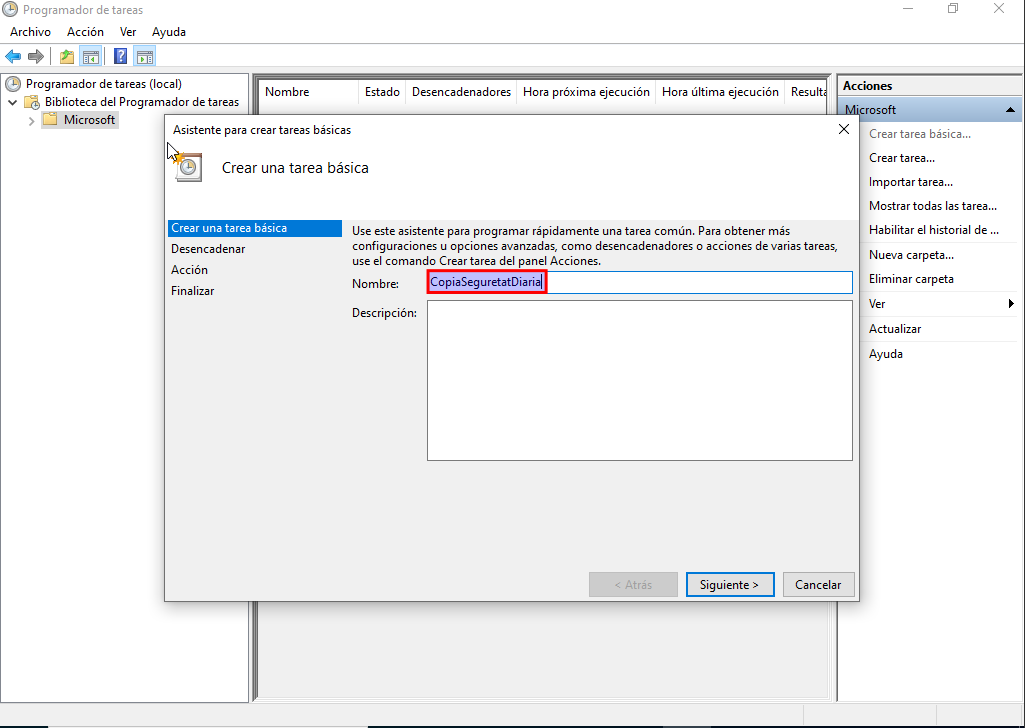 Programador de tareas
Archivo Acción Ver Ayuda
Programador de tareas (local)
Biblioteca del Programador de tareas
Microsoft
Nombre Estado Desencadenadores Hora próxima ejecución Hora última ejecución Resulta
Acciones
Microsoft
Crear tarea básica...
Crear tarea...
Importar tarea...
Mostrar todas las tarea...
Habilitar el historial de ...
Nueva carpeta...
Eliminar carpeta
Ver
Actualizar
Ayuda
Asistente para crear tareas básicas
Crear una tarea básica
Crear una tarea básica
Desencadenar
Acción
Finalizar
Use este asistente para programar rápidamente una tarea común. Para obtener más
configuraciones u opciones avanzadas, como desencadenadores o acciones de varias tareas,
use el comando Crear tarea del panel Acciones.
Nombre: CopiaSeguretatDiaria
Descripción:
< Atrás Siguiente > Cancelar